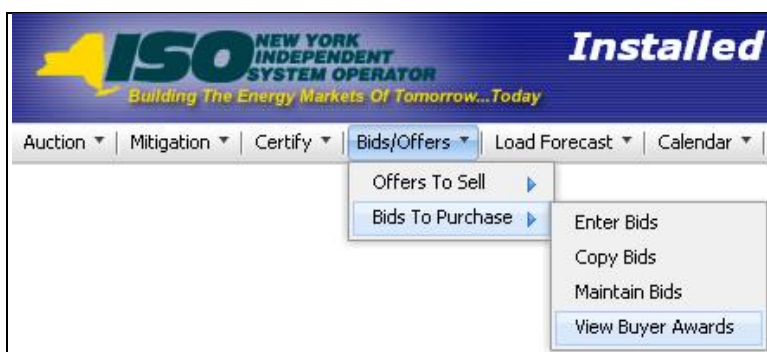 ISO NEW YORK
INDEPENDENT
SYSTEM OPERATOR
Building The Energy Markets Of Tomorrow...Today
Installed
Auction | Mitigation | Certify | Bids/Offers | Load Forecast | Calendar |
Offers To Sell
Bids To Purchase
Enter Bids
Copy Bids
Maintain Bids
View Buyer Awards